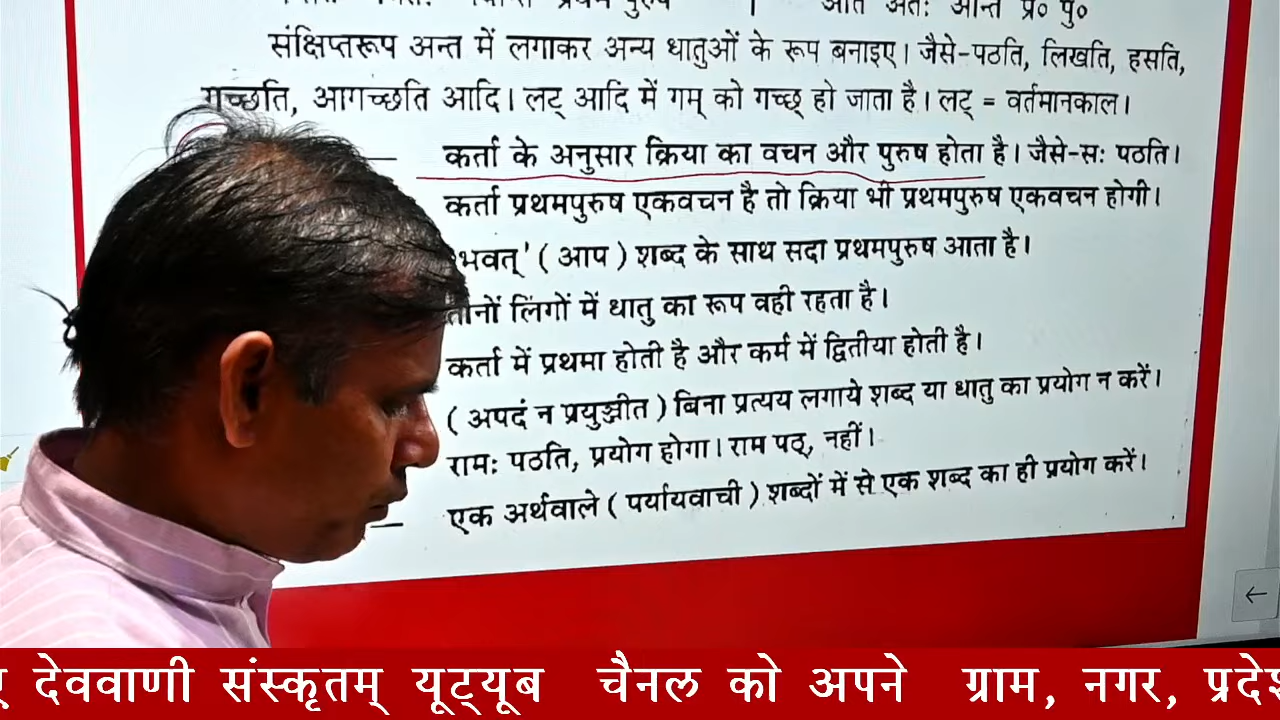 आते अतः अन्ति प्र० पु०
संक्षिप्तरूप अन्त में लगाकर अन्य धातुओं के रूप बनाइए। जैसे-पठति, लिखति, हसति,
गच्छति, आगच्छति आदि। लट् आदि में गम् को गच्छ् हो जाता है। लट् = वर्तमानकाल।
— कर्ता के अनुसार क्रिया का वचन और पुरुष होता है। जैसे-सः पठति।
कर्ता प्रथमपुरुष एकवचन है तो क्रिया भी प्रथमपुरुष एकवचन होगी।
भवत्' ( आप ) शब्द के साथ सदा प्रथमपुरुष आता है।
तीनों लिंगों में धातु का रूप वही रहता है।
कर्ता में प्रथमा होती है और कर्म में द्वितीया होती है।
( अपदं न प्रयुञ्जीत ) बिना प्रत्यय लगाये शब्द या धातु का प्रयोग न करें।
रामः पठति, प्रयोग होगा। राम पठ्, नहीं।
— एक अर्थवाले ( पर्यायवाची ) शब्दों में से एक शब्द का ही प्रयोग करें।
देववाणी संस्कृतम् यूट्यूब चैनल को अपने ग्राम, नगर, प्रदेश